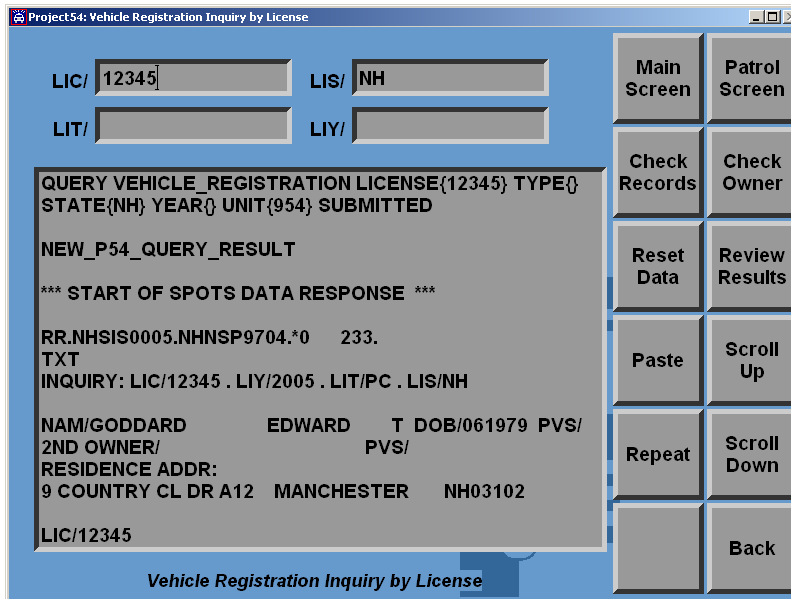 Project54: Vehicle Registration Inquiry by License
LIC/ 12345 LIS/ NH
LIT/ LIY/
QUERY VEHICLE_REGISTRATION LICENSE{12345} TYPE{}
STATE{NH} YEAR{} UNIT{954} SUBMITTED
NEW_P54_QUERY_RESULT
*** START OF SPOTS DATA RESPONSE ***
RR.NHSIS0005.NHNSP9704.*0 233.
TXT
INQUIRY: LIC/12345 . LIY/2005 . LIT/PC . LIS/NH
NAM/GODDARD EDWARD T DOB/061979 PVS/
2ND OWNER/ PVS/
RESIDENCE ADDR:
9 COUNTRY CL DR A12 MANCHESTER NH03102
LIC/12345
Vehicle Registration Inquiry by License
Main
Screen
Patrol
Screen
Check
Records
Check
Owner
Reset
Data
Review
Results
Paste
Scroll
Up
Repeat
Scroll
Down
Back